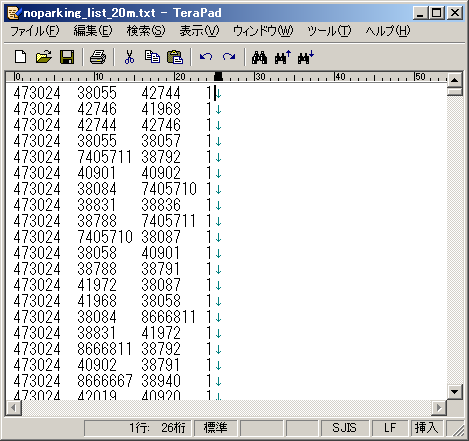 noparking_list_20m.txt - TeraPad
ファイル(F) 編集(E) 検索(S) 表示(V) ウィンドウ(W) ツール(T) ヘルプ(H)
0 10 20 30 40 50
473024 38055 42744 1↓
473024 42746 41968 1↓
473024 42744 42746 1↓
473024 38055 38057 1↓
473024 7405711 38792 1↓
473024 40901 40902 1↓
473024 38084 7405710 1↓
473024 38831 38836 1↓
473024 38788 7405711 1↓
473024 7405710 38087 1↓
473024 38058 40901 1↓
473024 38788 38791 1↓
473024 41972 38087 1↓
473024 41968 38058 1↓
473024 38084 8666811 1↓
473024 38831 41972 1↓
473024 8666811 38792 1↓
473024 40902 38791 1↓
473024 8666667 38940 1↓
473024 42019 40920 1↓
1行: 26桁 標準 SJIS LF 挿入